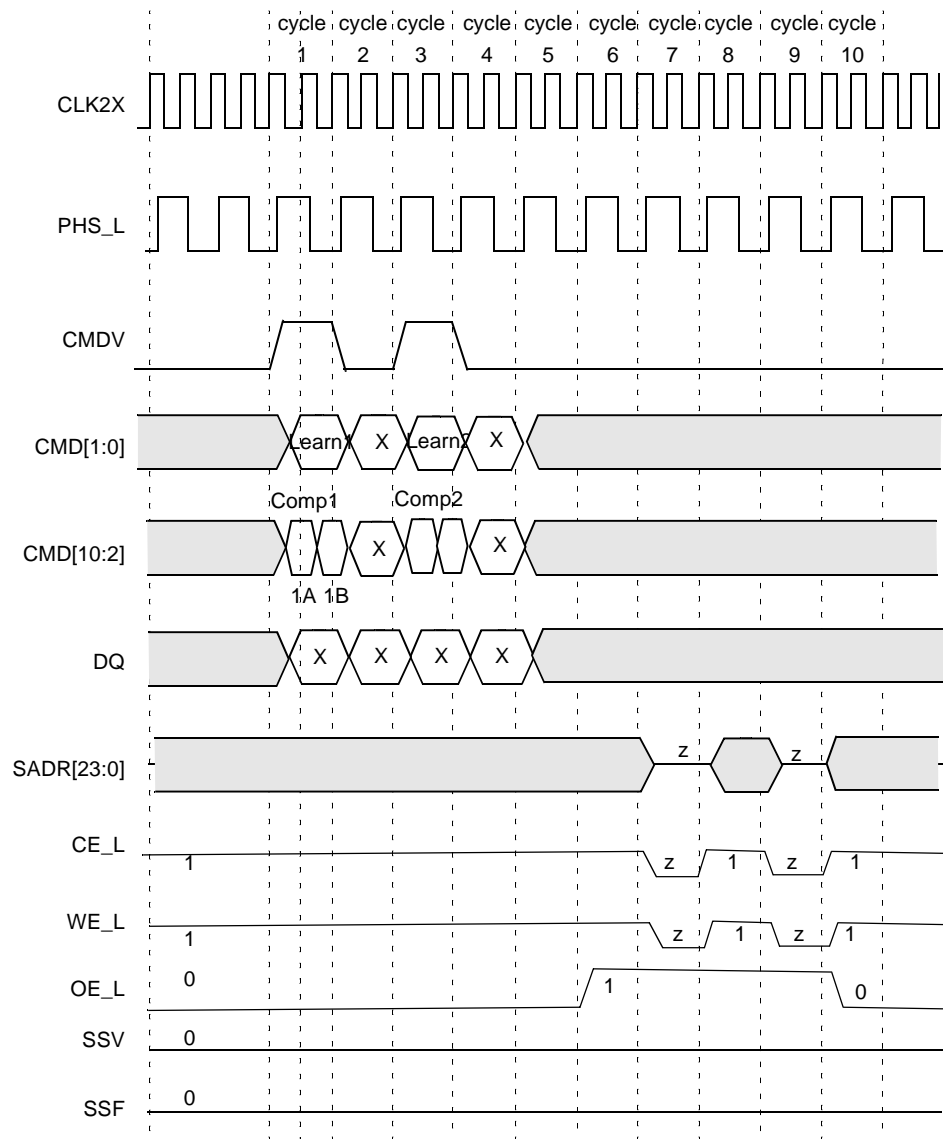 cycle cycle cycle cycle cycle cycle cycle cycle cycle cycle
1 2 3 4 5 6 7 8 9 10
CLK2X
PHS_L
CMDV
CMD[1:0] Learn1 X Learn2 X
Comp1 Comp2
CMD[10:2] X X
1A 1B
DQ X X X X
SADR[23:0] z z
CE_L 1 z 1 z 1
WE_L 1 z 1 z 1
OE_L 0 1 0
SSV 0
SSF 0